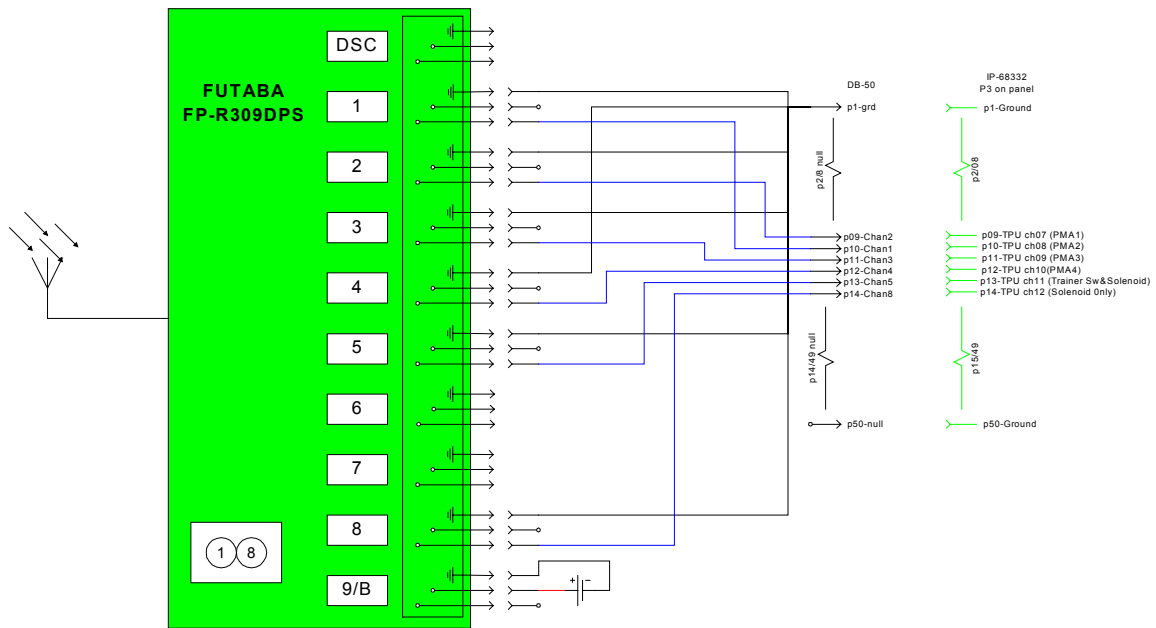 FUTABA
FP-R309DPS
DSC
1
2
3
4
5
6
7
8
9/B
1 8
+ −
DB-50
p1-grd
p2/8 null
p09-Chan2
p10-Chan1
p11-Chan3
p12-Chan4
p13-Chan5
p14-Chan8
p14/49 null
p50-null
IP-68332
P3 on panel
p1-Ground
p2/08
p09-TPU ch07 (PMA1)
p10-TPU ch08 (PMA2)
p11-TPU ch09 (PMA3)
p12-TPU ch10(PMA4)
p13-TPU ch11 (Trainer Sw&Solenoid)
p14-TPU ch12 (Solenoid 0nly)
p15/49
p50-Ground